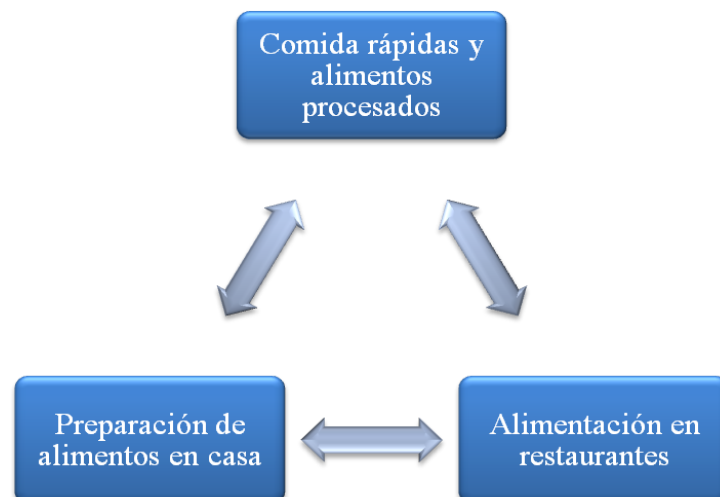 Comida rápidas y
alimentos
procesados
Preparación de
alimentos en casa
Alimentación en
restaurantes